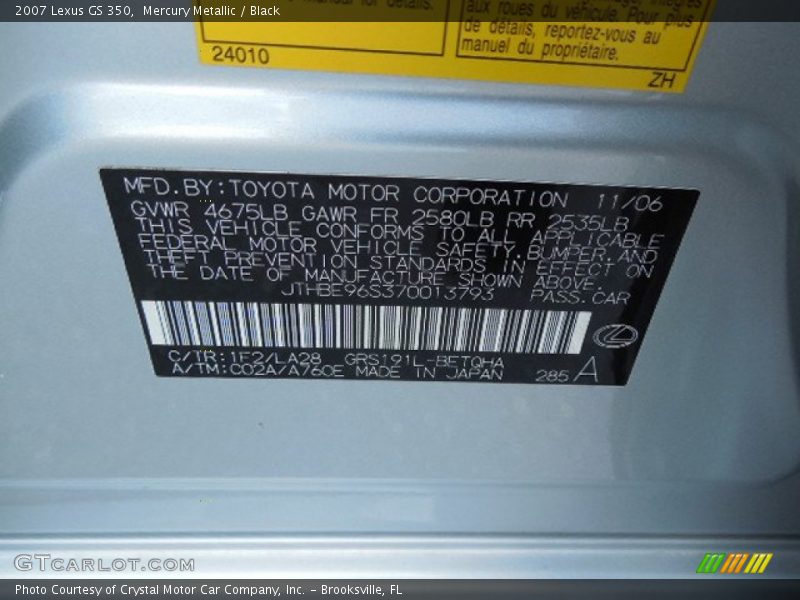 2007 Lexus GS 350, Mercury Metallic / Black
manual for details.
24010
aux roues du véhicule. Pour plus
de détails, reportez-vous au
manuel du propriétaire.
ZH
MFD. BY: TOYOTA MOTOR CORPORATION 11/06
GVWR 4675LB GAWR FR 2580LB RR 2535LB
THIS VEHICLE CONFORMS TO ALL APPLICABLE
FEDERAL MOTOR VEHICLE SAFETY, BUMPER, AND
THEFT PREVENTION STANDARDS IN EFFECT ON
THE DATE OF MANUFACTURE SHOWN ABOVE.
JTHBE96S370013793 PASS. CAR
C/TR: 1F2/LA28 GRS191L-BETQHA
A/TM: C02A/A760E MADE IN JAPAN 285 A
GTCARLOT.COM
Photo Courtesy of Crystal Motor Car Company, Inc. – Brooksville, FL